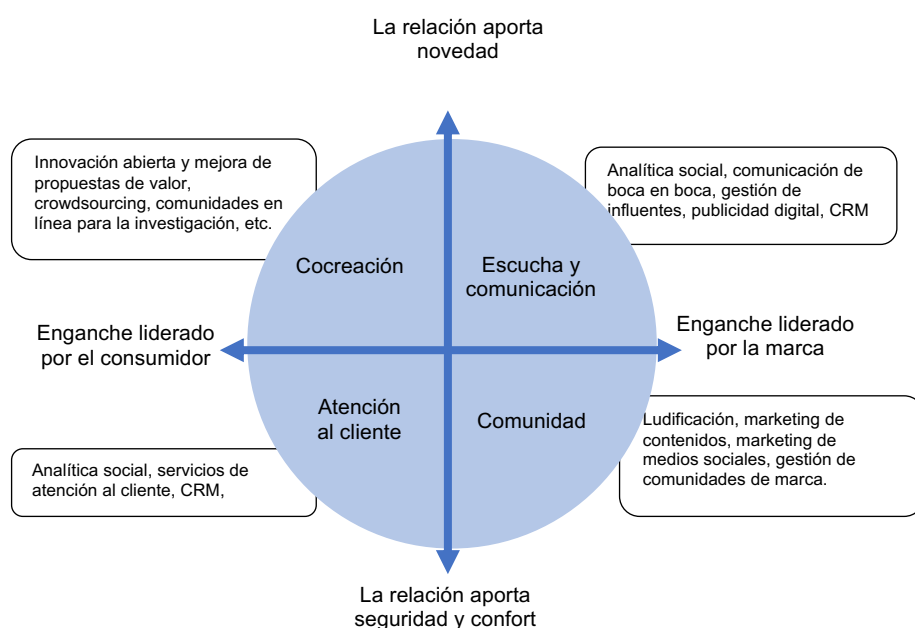 La relación aporta
novedad
Innovación abierta y mejora de
propuestas de valor,
crowdsourcing, comunidades en
línea para la investigación, etc.
Analítica social, comunicación de
boca en boca, gestión de
influentes, publicidad digital, CRM
Cocreación
Escucha y
comunicación
Enganche liderado
por el consumidor
Enganche liderado
por la marca
Atención
al cliente
Comunidad
Ludificación, marketing de
contenidos, marketing de
medios sociales, gestión de
comunidades de marca.
Analítica social, servicios de
atención al cliente, CRM,
La relación aporta
seguridad y confort